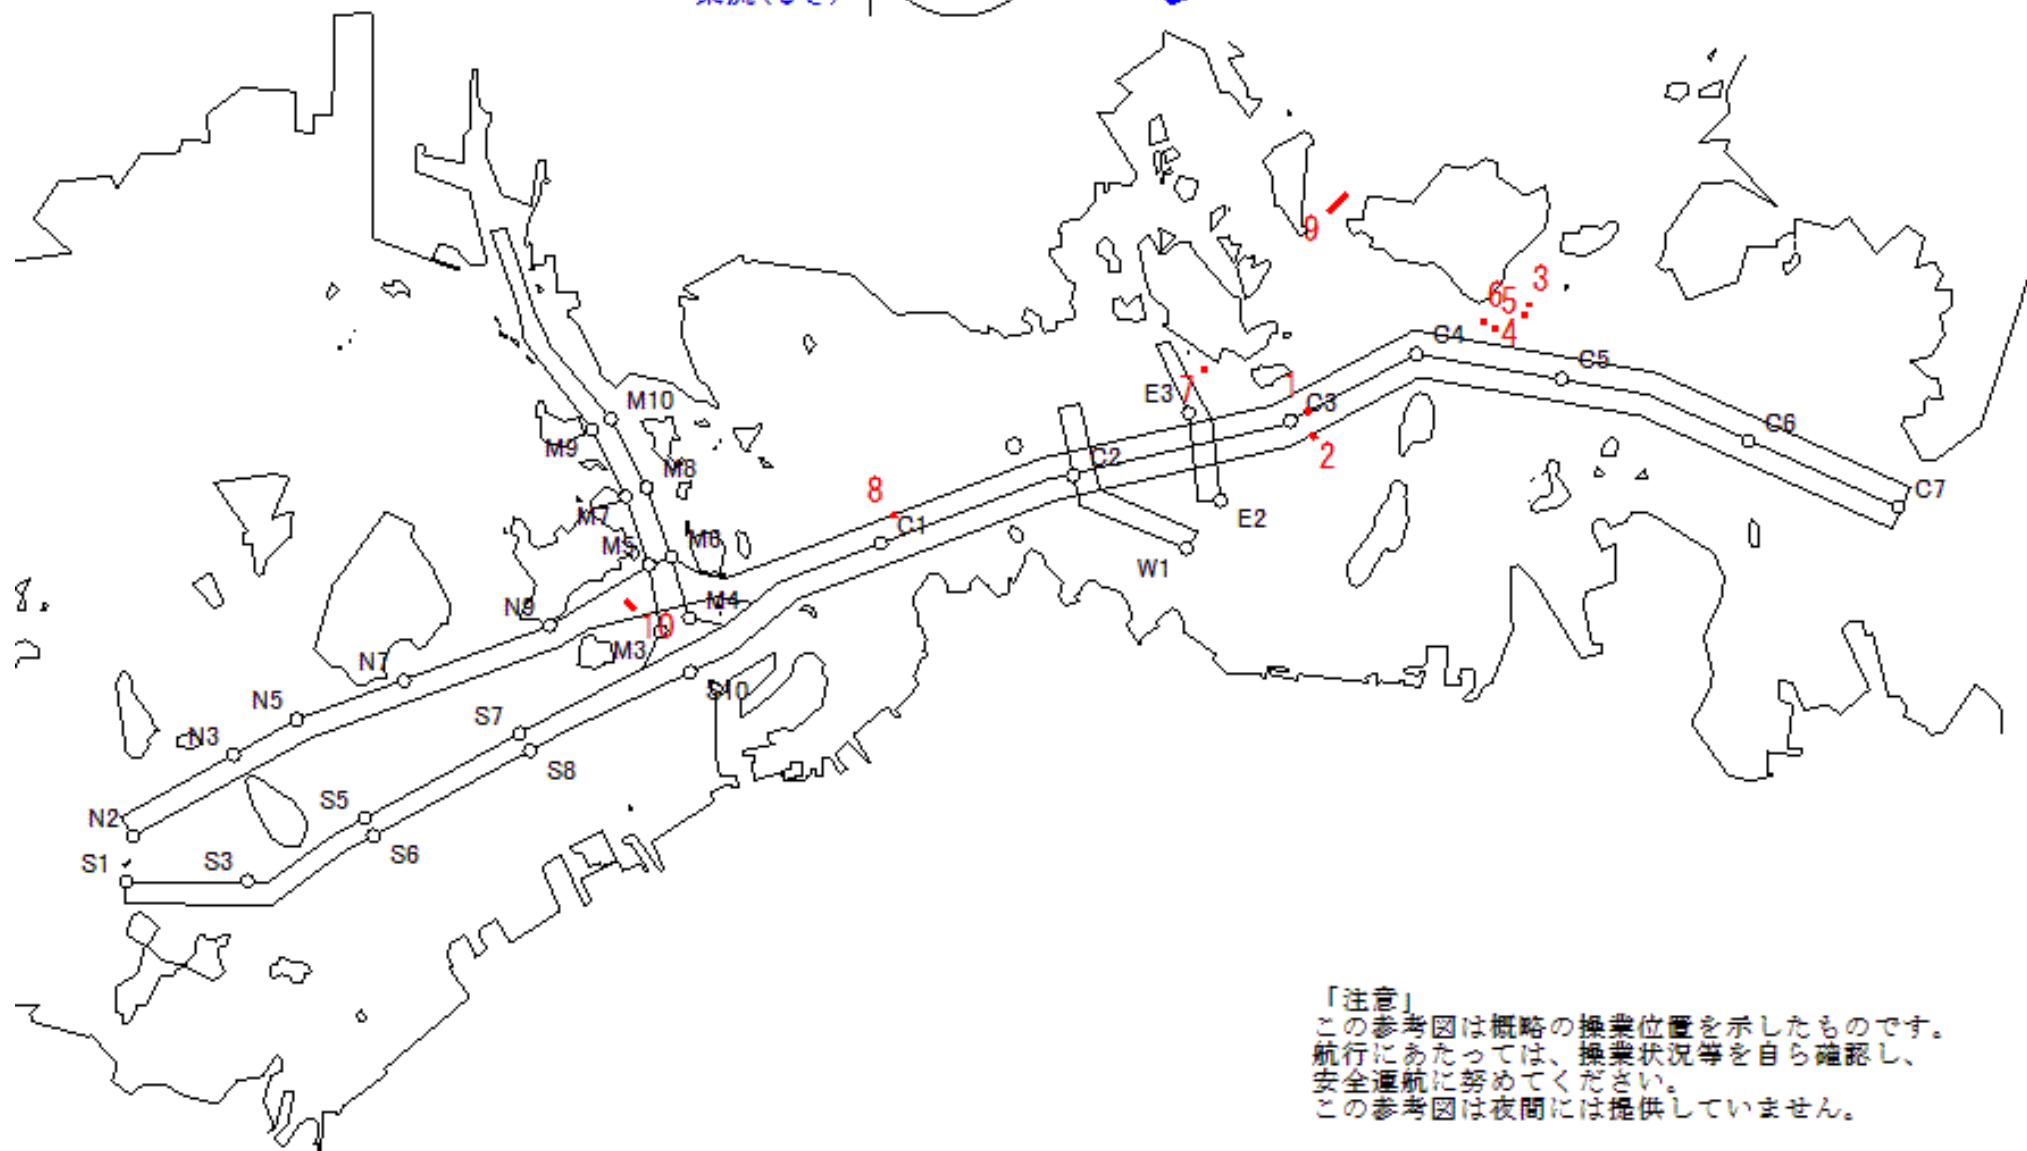 9
3
6
5
4
C4
C5
M10
E3
7
1
C3
C6
M9
M8
C2
2
C7
8
M7
E2
M5
M6
C1
W1
N9
M4
10
M3
N7
S10
N5
S7
N3
S8
S5
N2
S6
S1
S3
「注意」
この参考図は概略の操業位置を示したものです。
航行にあたっては、操業状況等を自ら確認し、
安全運航に努めてください。
この参考図は夜間には提供していません。